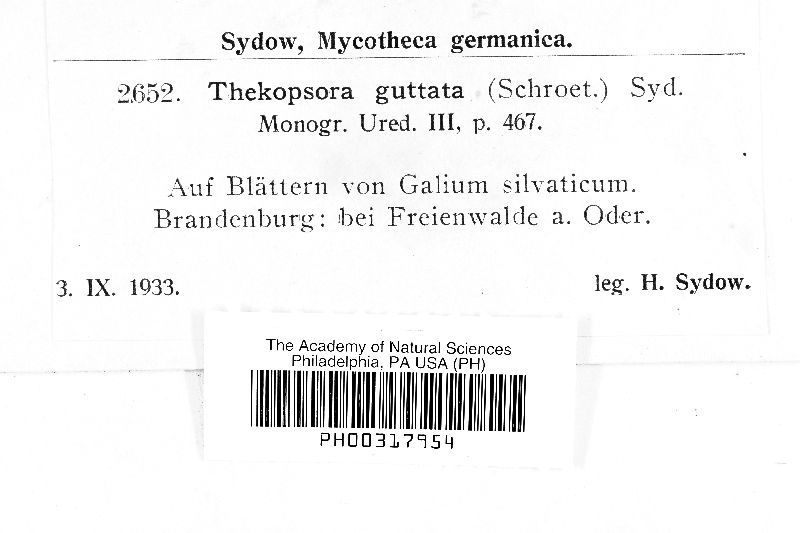 Sydow, Mycotheca germanica.
2652. Thekopsora guttata (Schroet.) Syd.
Monogr. Ured. III, p. 467.
Auf Blättern von Galium silvaticum.
Brandenburg: bei Freienwalde a. Oder.
3. IX. 1933. leg. H. Sydow.
The Academy of Natural Sciences
Philadelphia, PA USA (PH)
PH00317954